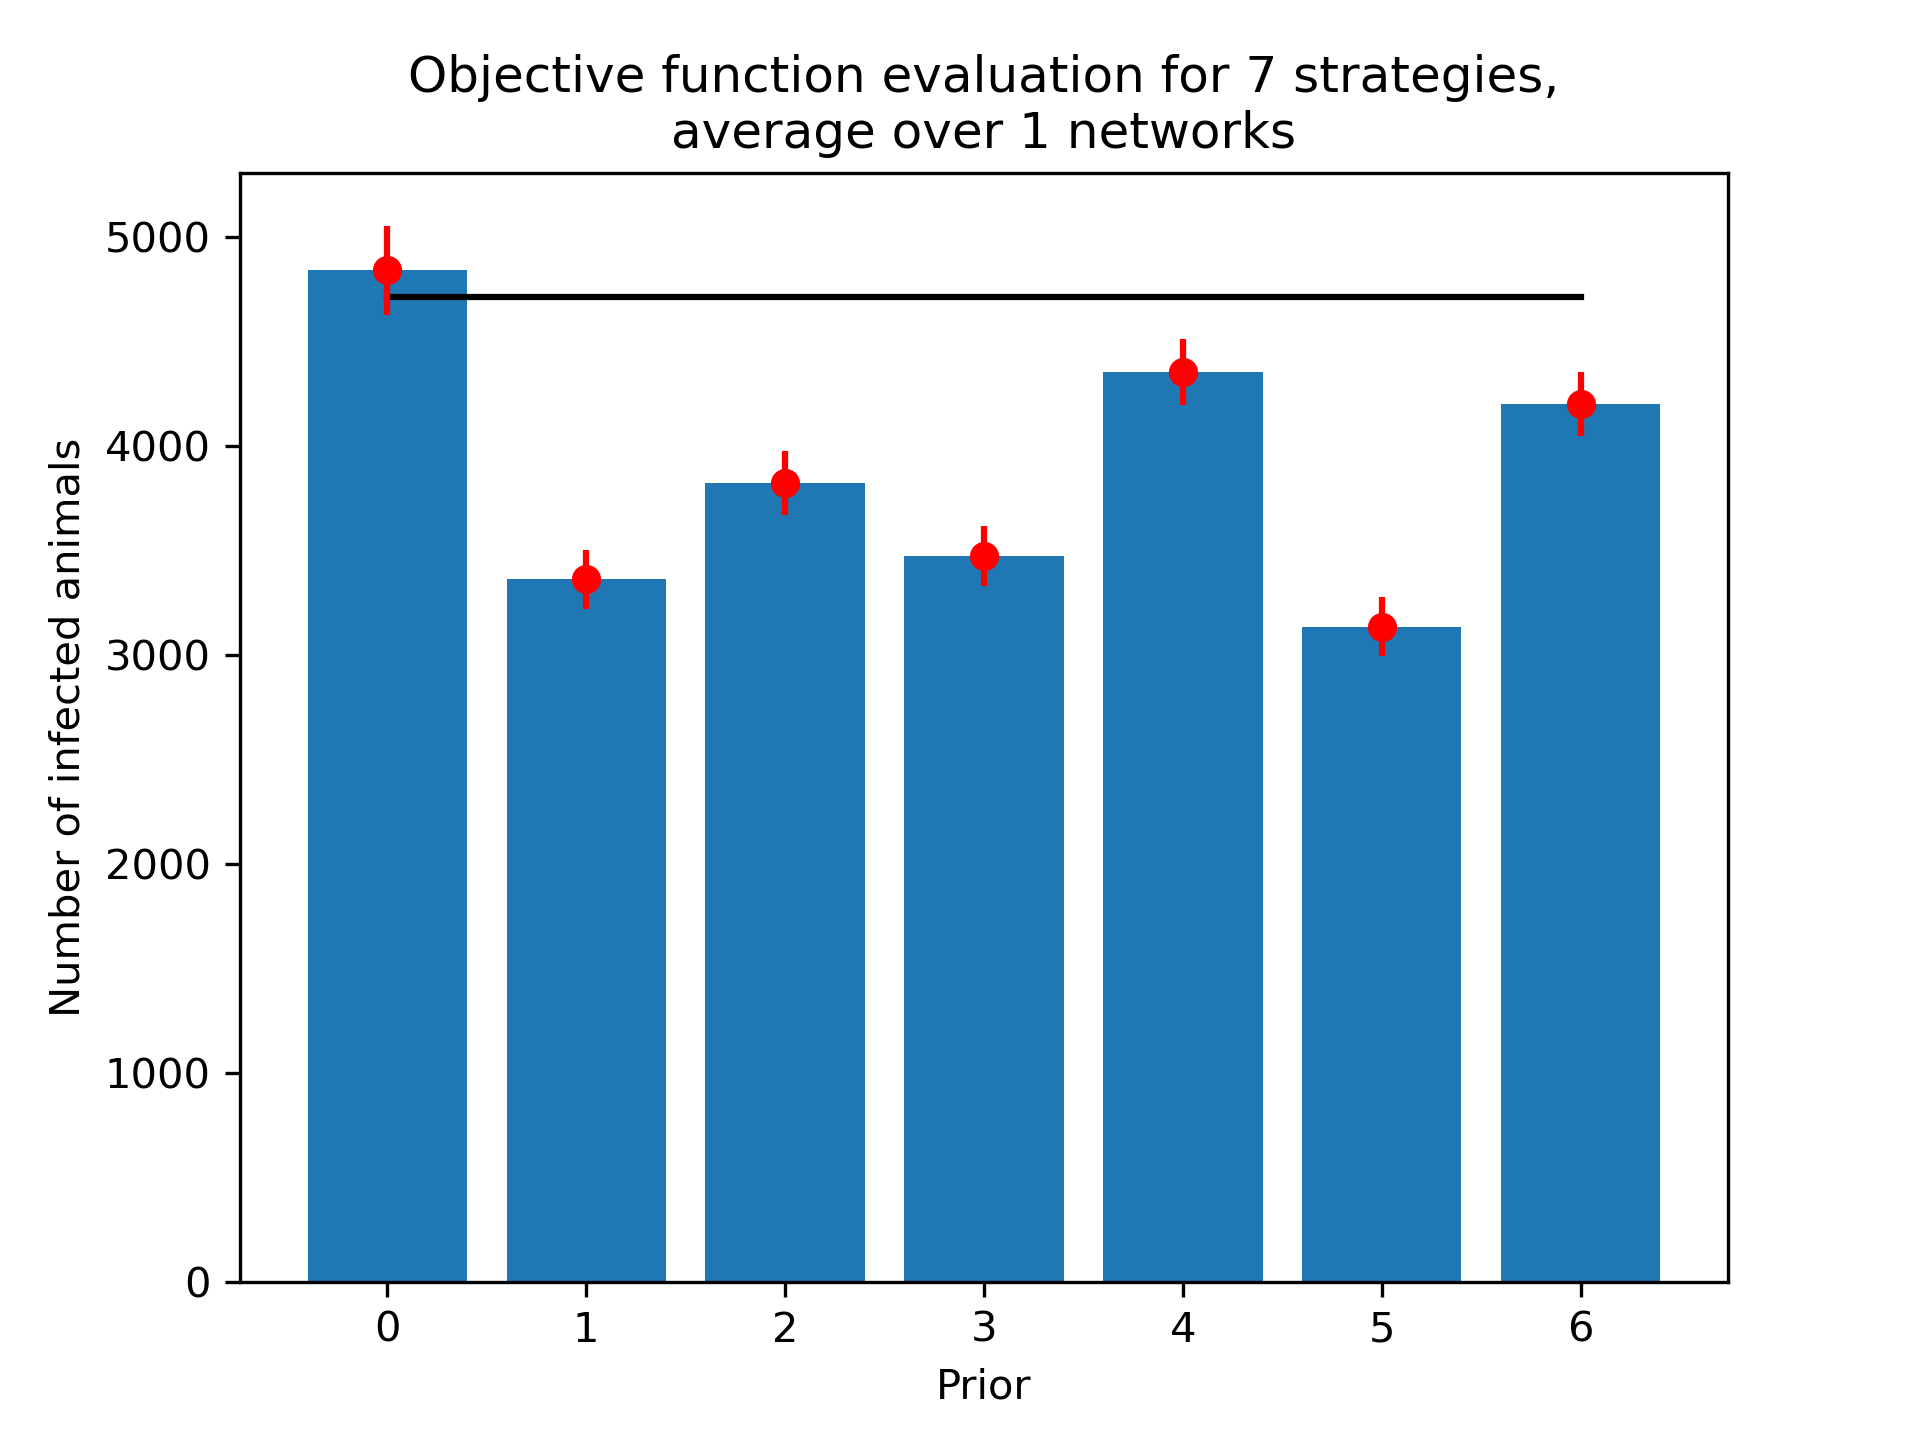 Objective function evaluation for 7 strategies,
average over 1 networks
Number of infected animals
5000
4000
3000
2000
1000
0
0 1 2 3 4 5 6
Prior